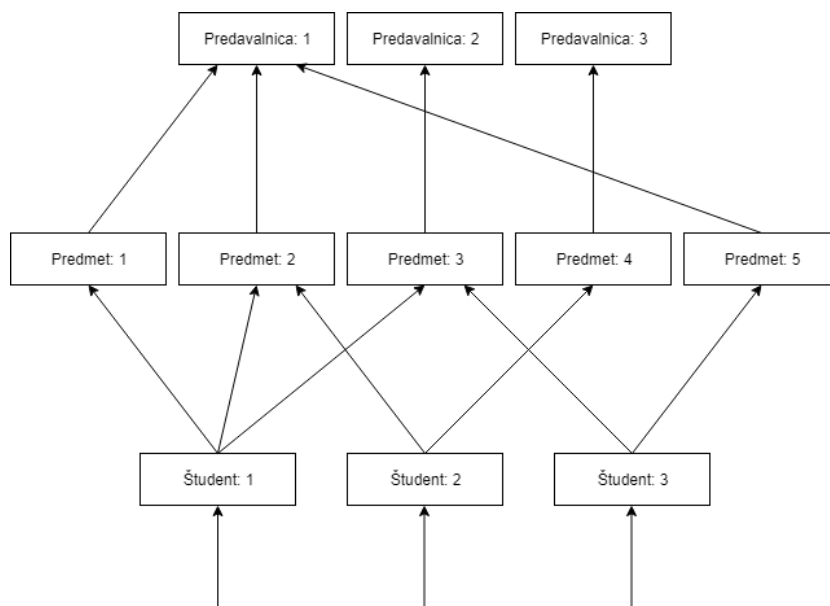 Predavalnica: 1
Predavalnica: 2
Predavalnica: 3
Predmet: 1
Predmet: 2
Predmet: 3
Predmet: 4
Predmet: 5
Študent: 1
Študent: 2
Študent: 3